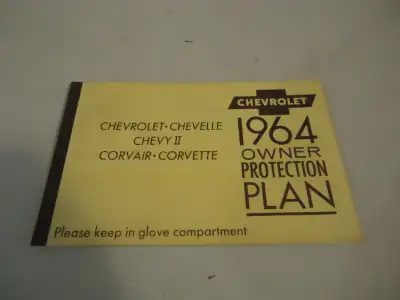 CHEVROLET
CHEVROLET·CHEVELLE
CHEVY II
CORVAIR·CORVETTE
1964
OWNER
PROTECTION
PLAN
Please keep in glove compartment